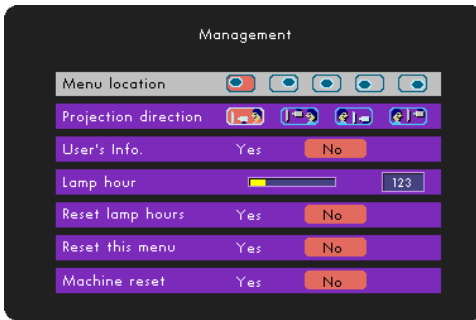 Management
Menu location
Projection direction
User's Info. Yes No
Lamp hour 123
Reset lamp hours Yes No
Reset this menu Yes No
Machine reset Yes No